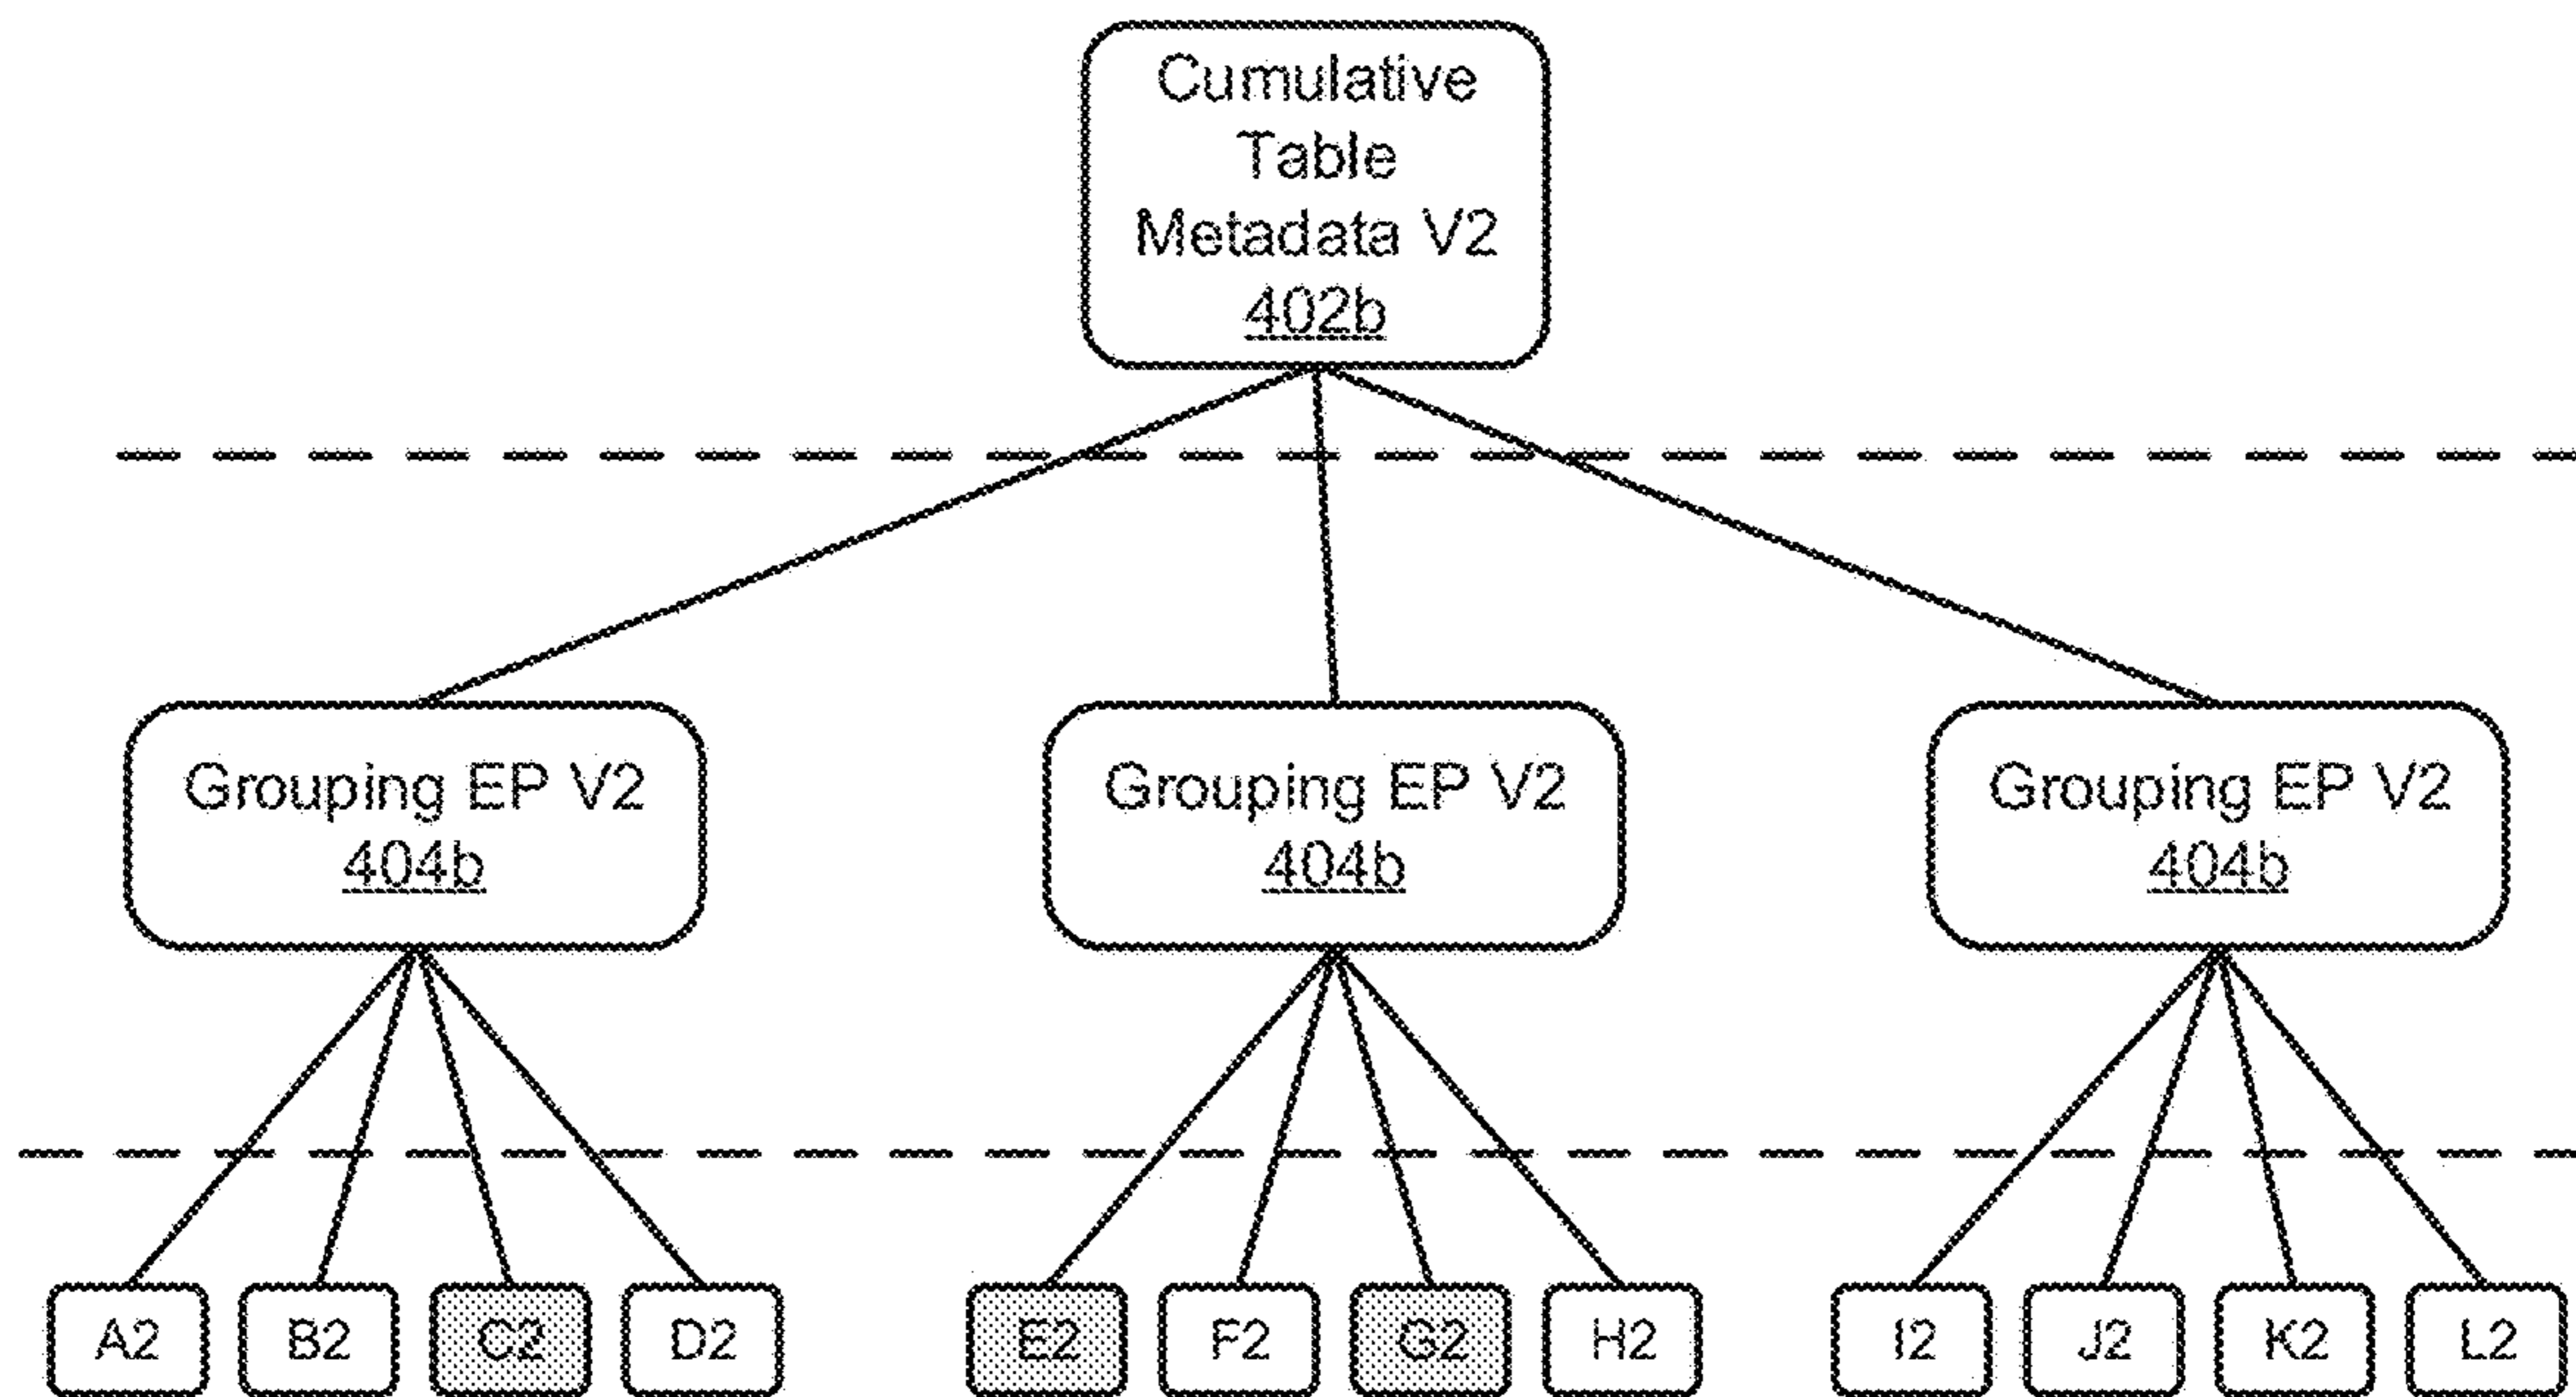 Cumulative
Table
Metadata V2
402b
Grouping EP V2
404b
Grouping EP V2
404b
Grouping EP V2
404b
A2 B2 C2 D2 E2 F2 G2 H2 I2 J2 K2 L2